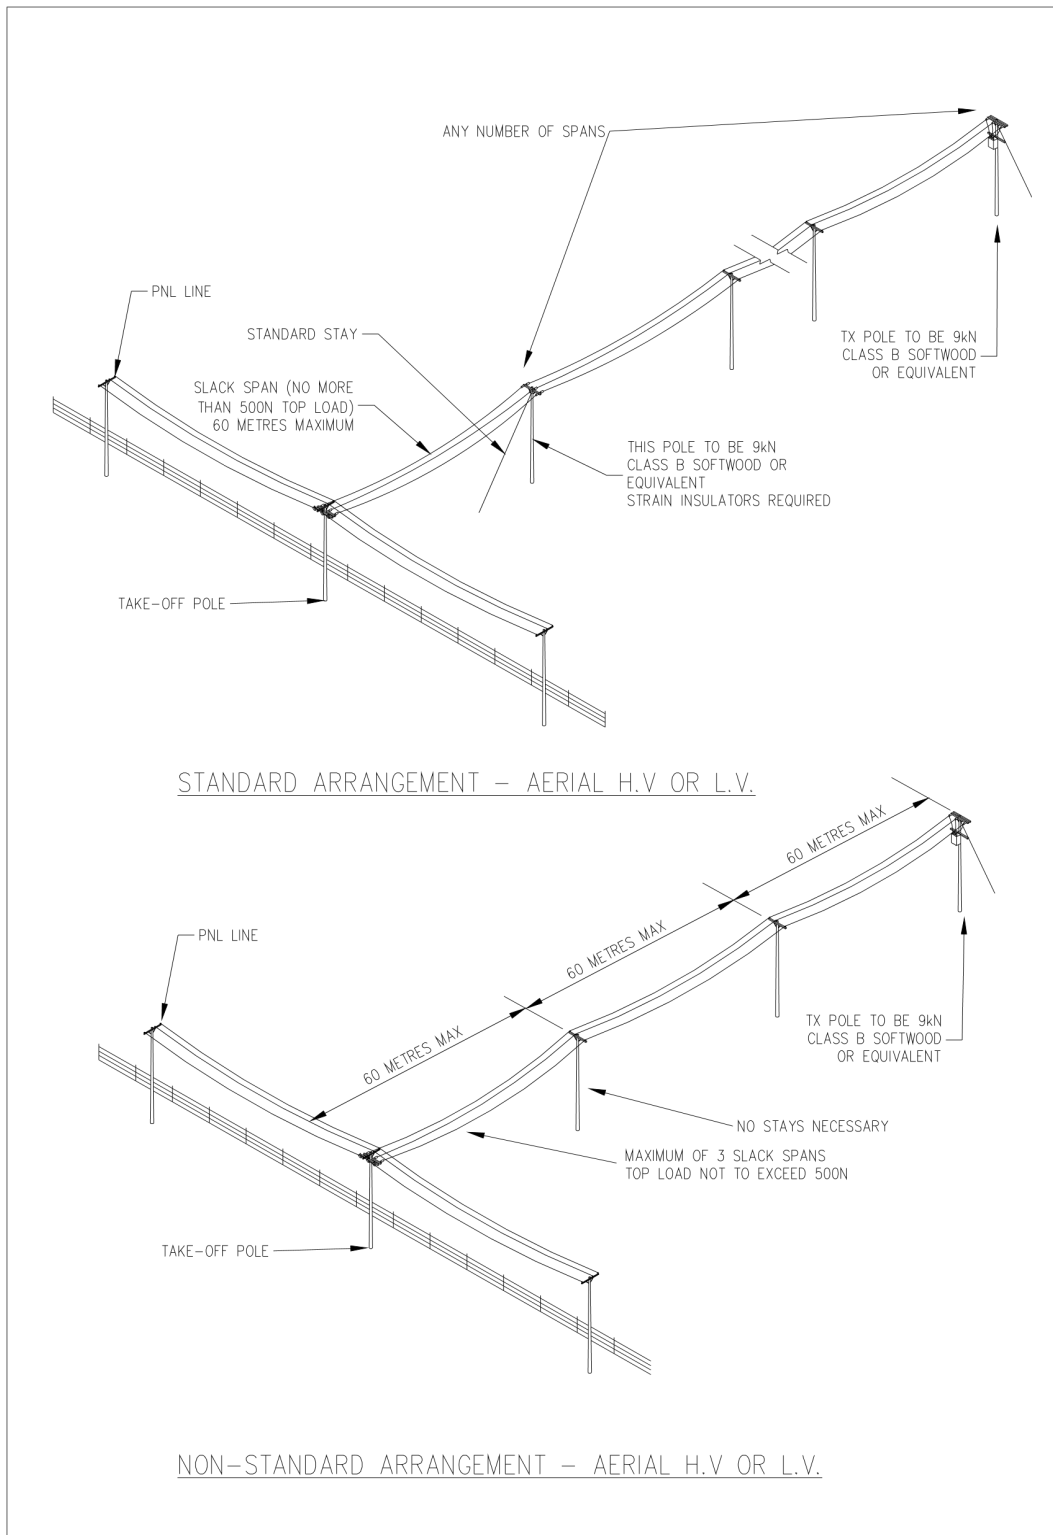 ANY NUMBER OF SPANS
PNL LINE
STANDARD STAY
SLACK SPAN (NO MORE
THAN 500N TOP LOAD)
60 METRES MAXIMUM
TX POLE TO BE 9kN
CLASS B SOFTWOOD
OR EQUIVALENT
THIS POLE TO BE 9kN
CLASS B SOFTWOOD OR
EQUIVALENT
STRAIN INSULATORS REQUIRED
TAKE-OFF POLE
STANDARD ARRANGEMENT - AERIAL H.V OR L.V.
60 METRES MAX
60 METRES MAX
60 METRES MAX
PNL LINE
TX POLE TO BE 9kN
CLASS B SOFTWOOD
OR EQUIVALENT
NO STAYS NECESSARY
MAXIMUM OF 3 SLACK SPANS
TOP LOAD NOT TO EXCEED 500N
TAKE-OFF POLE
NON-STANDARD ARRANGEMENT - AERIAL H.V OR L.V.